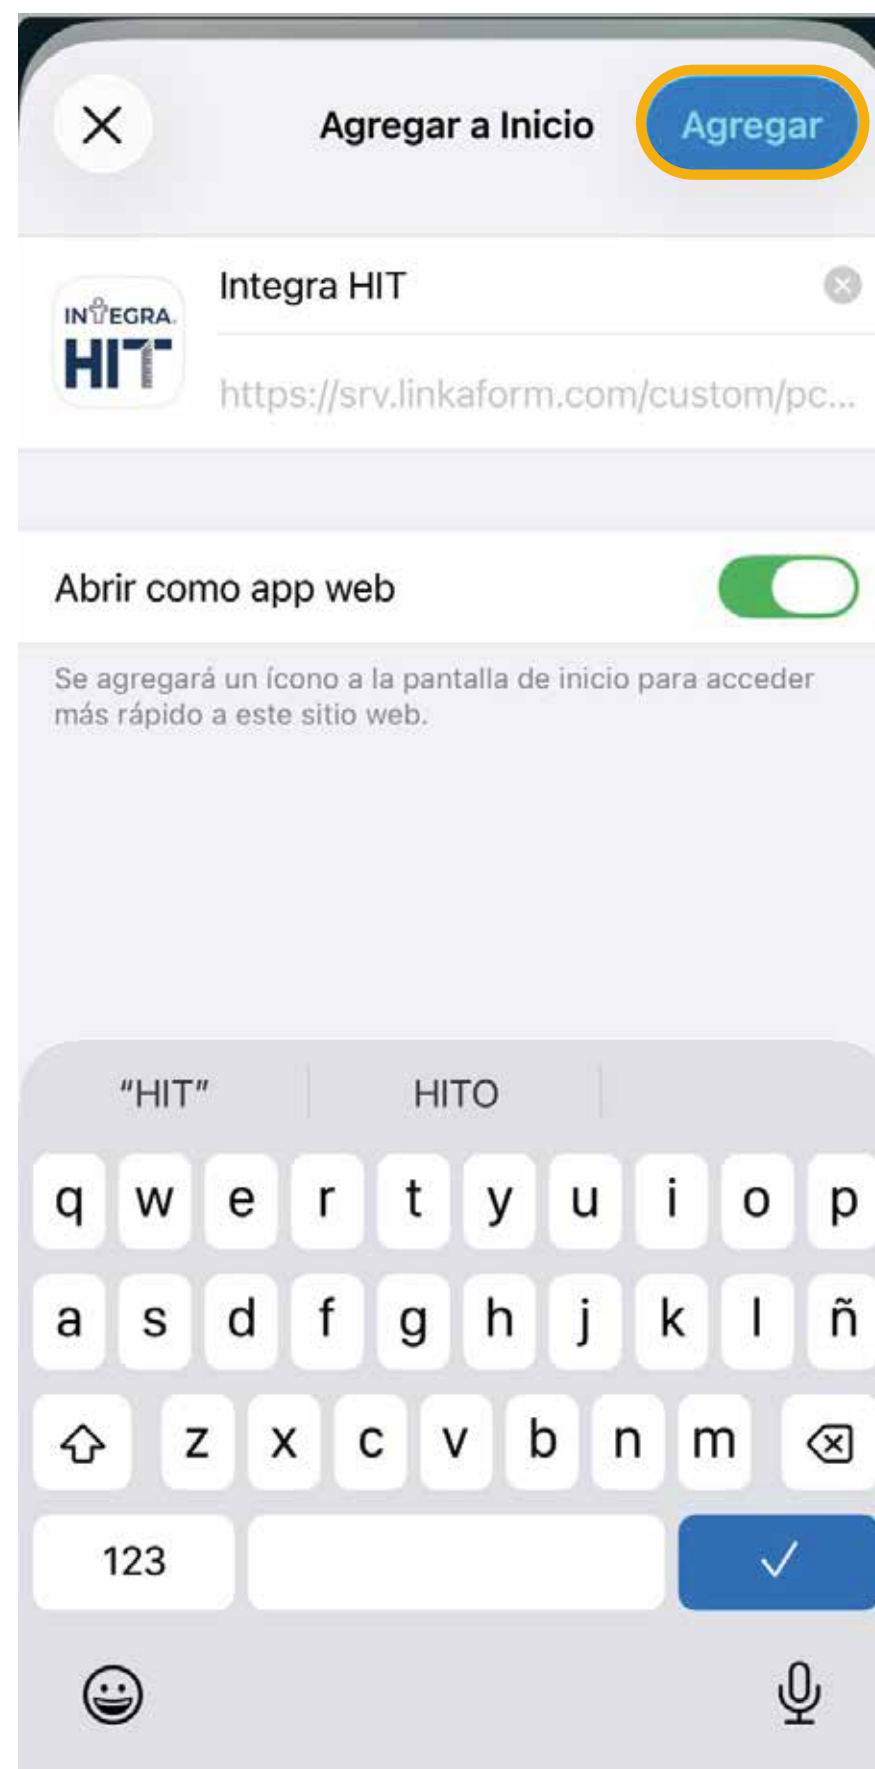 Agregar a Inicio
Agregar
Integra HIT
INTEGRA
HIT
https://srv.linkaform.com/custom/pc...
Abrir como app web
Se agregará un ícono a la pantalla de inicio para acceder
más rápido a este sitio web.
“HIT” HITO
q w e r t y u i o p
a s d f g h j k l ñ
z x c v b n m
123